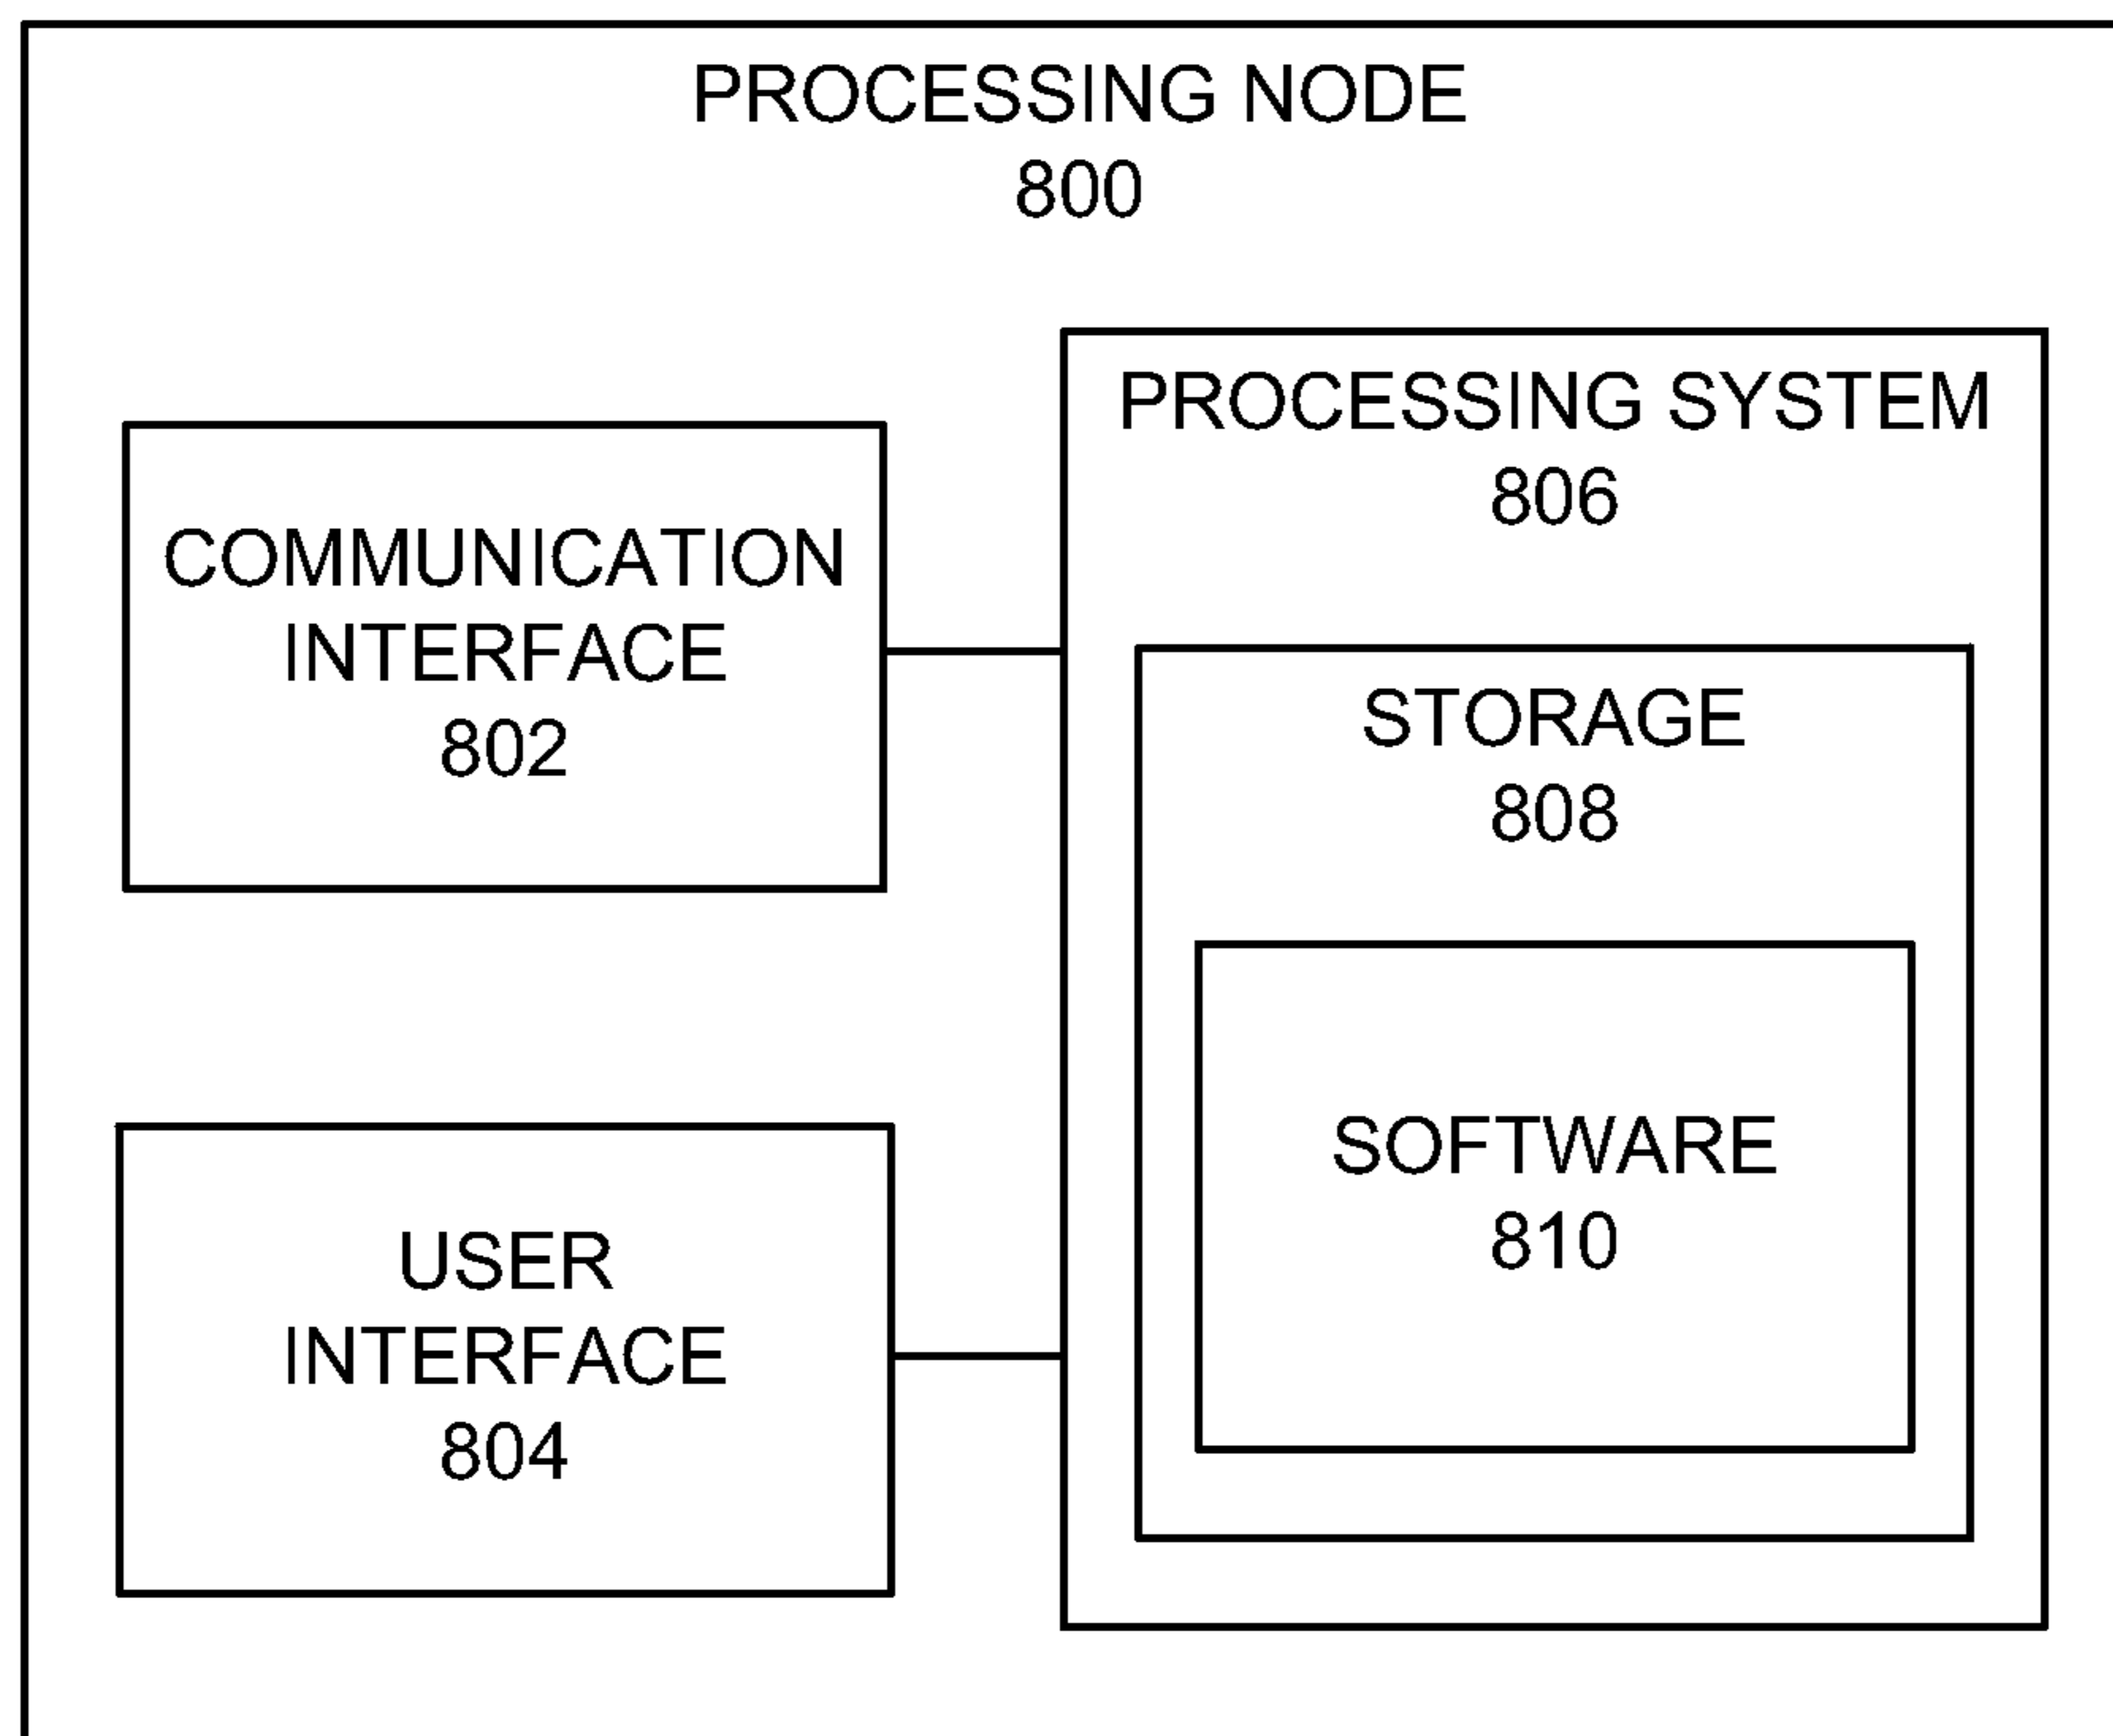 PROCESSING NODE
800
PROCESSING SYSTEM
806
COMMUNICATION
INTERFACE
802
STORAGE
808
SOFTWARE
810
USER
INTERFACE
804